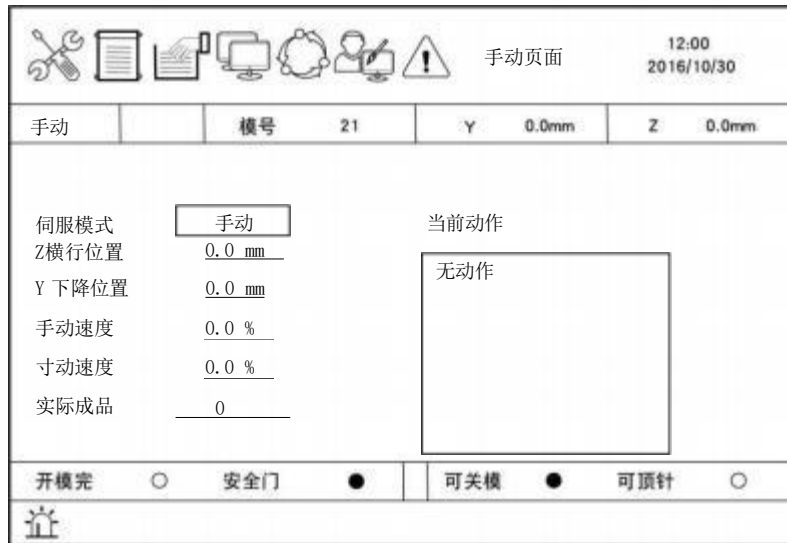 手动页面
12:00
2016/10/30
手动 模号 21 Y 0.0mm Z 0.0mm
伺服模式 手动 当前动作
Z横行位置 0.0 mm
无动作
Y 下降位置 0.0 mm
手动速度 0.0 %
寸动速度 0.0 %
实际成品 0
开模完 安全门 可关模 可顶针